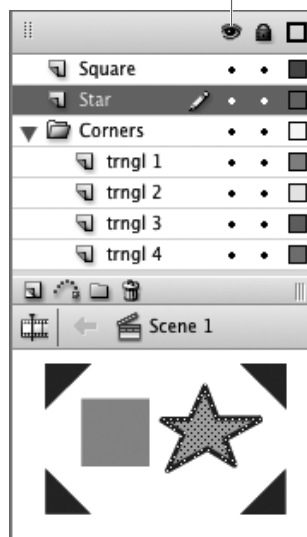 Square
Star
Corners
trngl 1
trngl 2
trngl 3
trngl 4
Scene 1